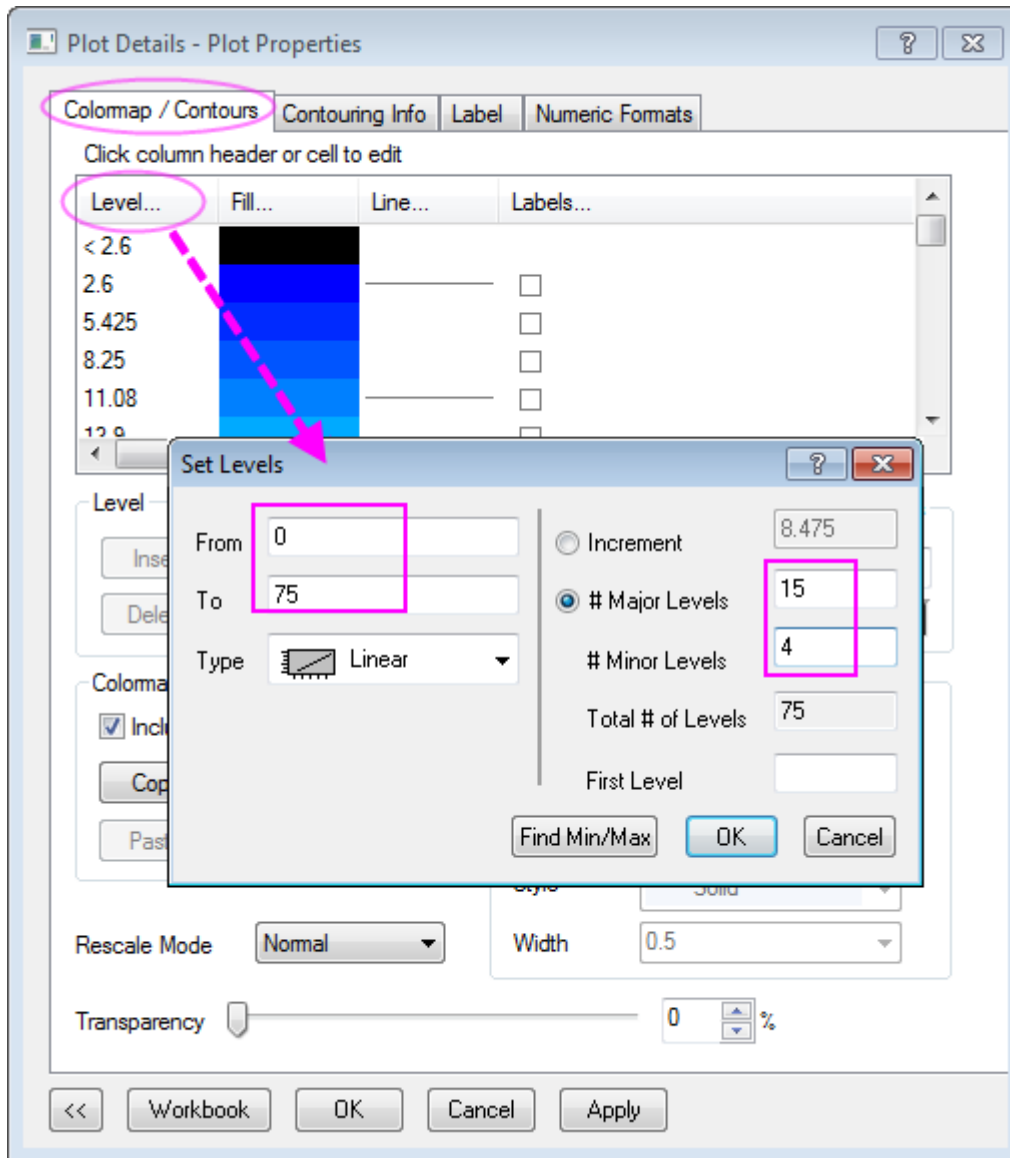 Plot Details - Plot Properties
Colormap / Contours Contouring Info Label Numeric Formats
Click column header or cell to edit
Level... Fill... Line... Labels...
< 2.6
2.6
5.425
8.25
11.08
Set Levels
Level
From 0
Increment 8.475
To 75
# Major Levels 15
Type Linear
# Minor Levels 4
Total # of Levels 75
First Level
Find Min/Max OK Cancel
Rescale Mode Normal
Width 0.5
Transparency 0 %
<< Workbook OK Cancel Apply